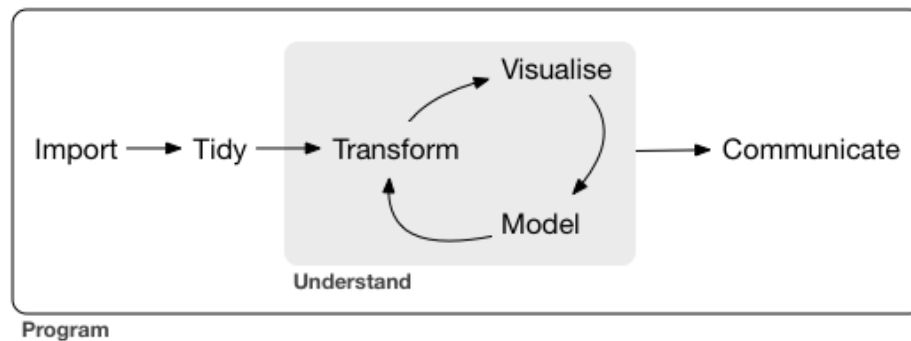 Visualise
Import Tidy Transform Communicate
Model
Understand
Program